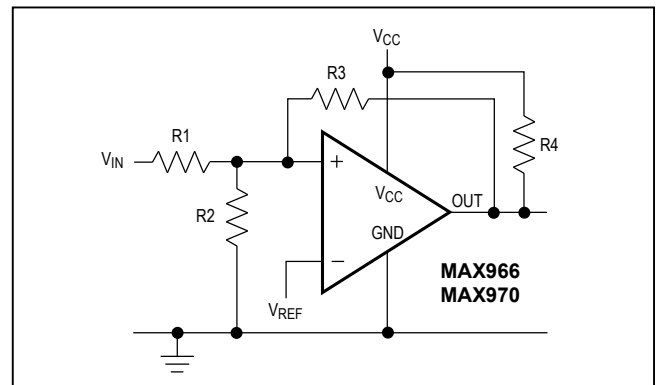 VCC
R3
R1
R4
VIN
+
VCC
OUT
R2
GND
−
MAX966
MAX970
VREF